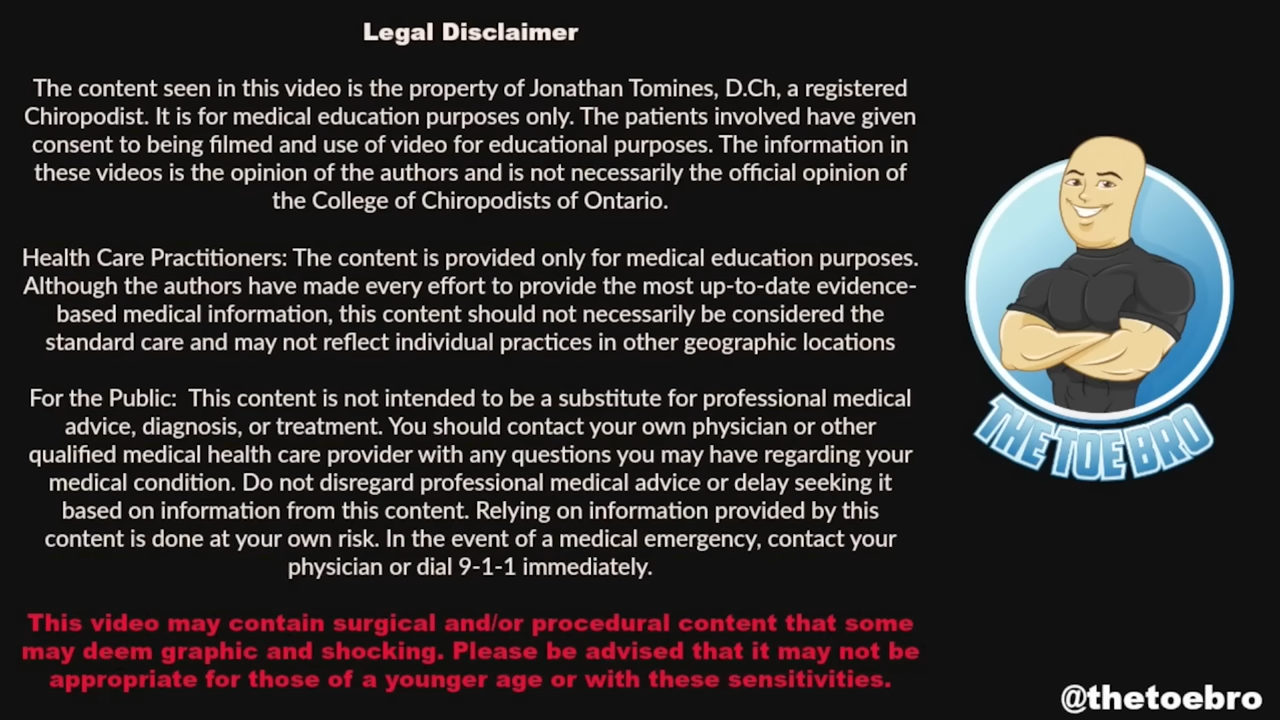 Legal Disclaimer
The content seen in this video is the property of Jonathan Tomines, D.Ch, a registered
Chiropodist. It is for medical education purposes only. The patients involved have given
consent to being filmed and use of video for educational purposes. The information in
these videos is the opinion of the authors and is not necessarily the official opinion of
the College of Chiropodists of Ontario.
Health Care Practitioners: The content is provided only for medical education purposes.
Although the authors have made every effort to provide the most up-to-date evidence-
based medical information, this content should not necessarily be considered the
standard care and may not reflect individual practices in other geographic locations
For the Public:  This content is not intended to be a substitute for professional medical
advice, diagnosis, or treatment. You should contact your own physician or other
qualified medical health care provider with any questions you may have regarding your
medical condition. Do not disregard professional medical advice or delay seeking it
based on information from this content. Relying on information provided by this
content is done at your own risk. In the event of a medical emergency, contact your
physician or dial 9-1-1 immediately.
This video may contain surgical and/or procedural content that some
may deem graphic and shocking. Please be advised that it may not be
appropriate for those of a younger age or with these sensitivities.
THE TOE BRO
@thetoebro